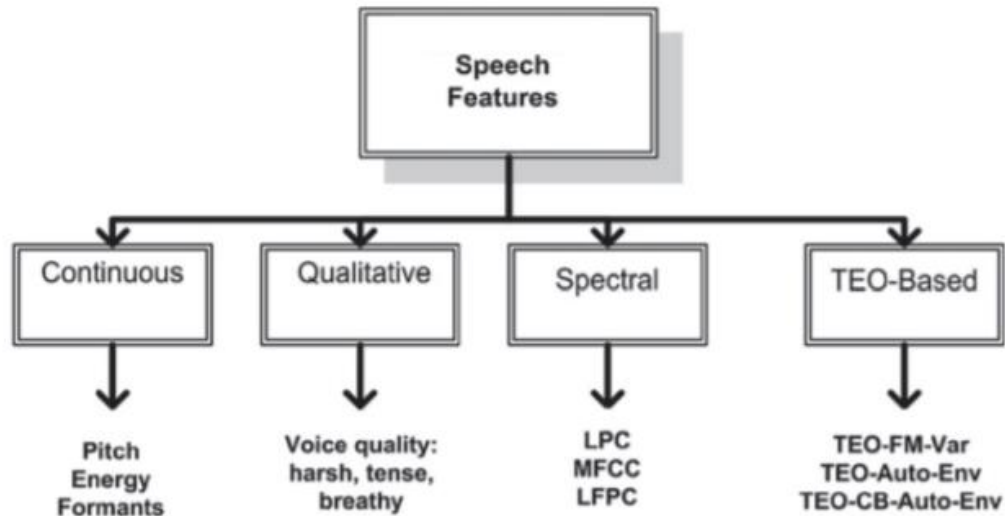 Speech
Features
Continuous
Qualitative
Spectral
TEO-Based
Pitch
Energy
Formants
Voice quality:
harsh, tense,
breathy
LPC
MFCC
LFPC
TEO-FM-Var
TEO-Auto-Env
TEO-CB-Auto-Env